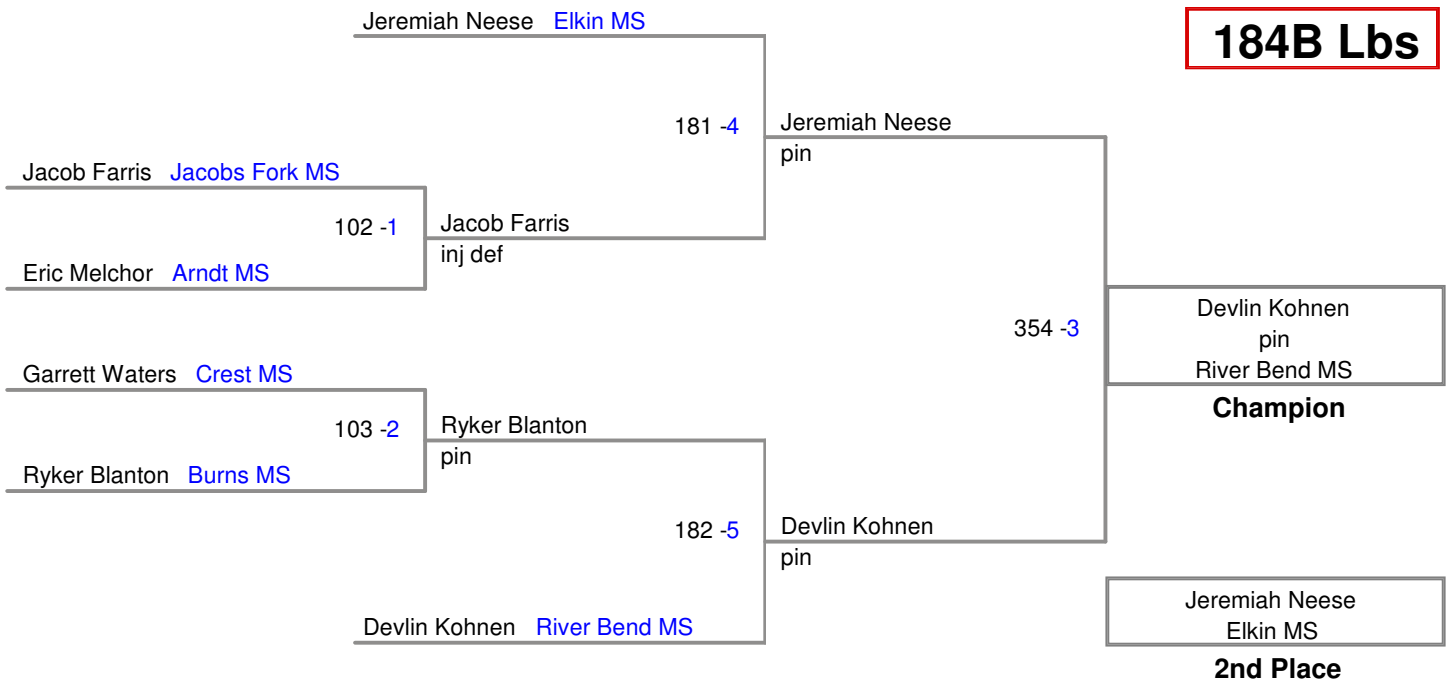 Jeremiah Neese Elkin MS
184B Lbs
181 -4
Jeremiah Neese
pin
Jacob Farris Jacobs Fork MS
102 -1
Jacob Farris
inj def
Eric Melchor Arndt MS
354 -3
Devlin Kohnen
pin
River Bend MS
Champion
Garrett Waters Crest MS
103 -2
Ryker Blanton
pin
Ryker Blanton Burns MS
182 -5
Devlin Kohnen
pin
Devlin Kohnen River Bend MS
Jeremiah Neese
Elkin MS
2nd Place